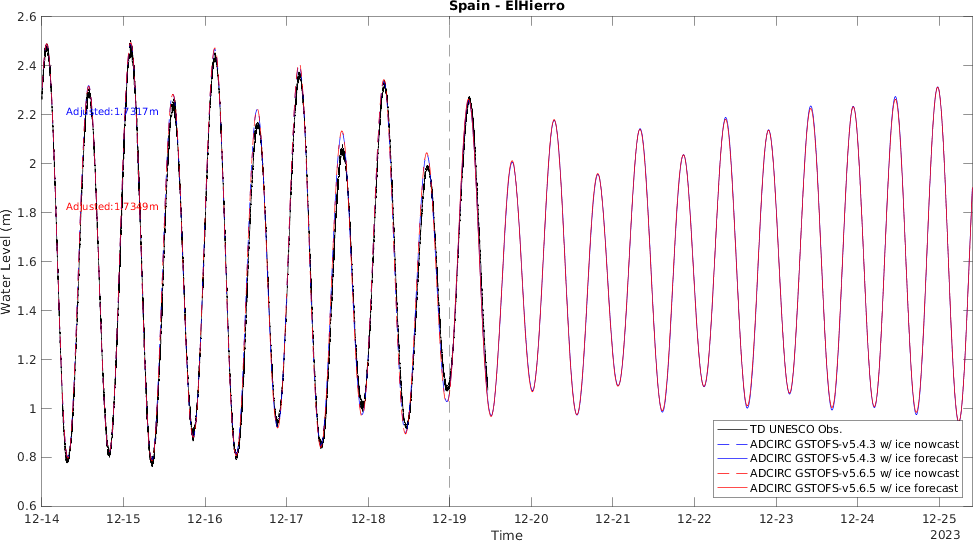 Spain - ElHierro
2.6
2.4
2.2
2
1.8
1.6
1.4
1.2
1
0.8
0.6
Water Level (m)
Adjusted:1.7317m
Adjusted:1.7349m
TD UNESCO Obs.
ADCIRC GSTOFS-v5.4.3 w/ ice nowcast
ADCIRC GSTOFS-v5.4.3 w/ ice forecast
ADCIRC GSTOFS-v5.6.5 w/ ice nowcast
ADCIRC GSTOFS-v5.6.5 w/ ice forecast
12-14 12-15 12-16 12-17 12-18 12-19 12-20 12-21 12-22 12-23 12-24 12-25
Time
2023